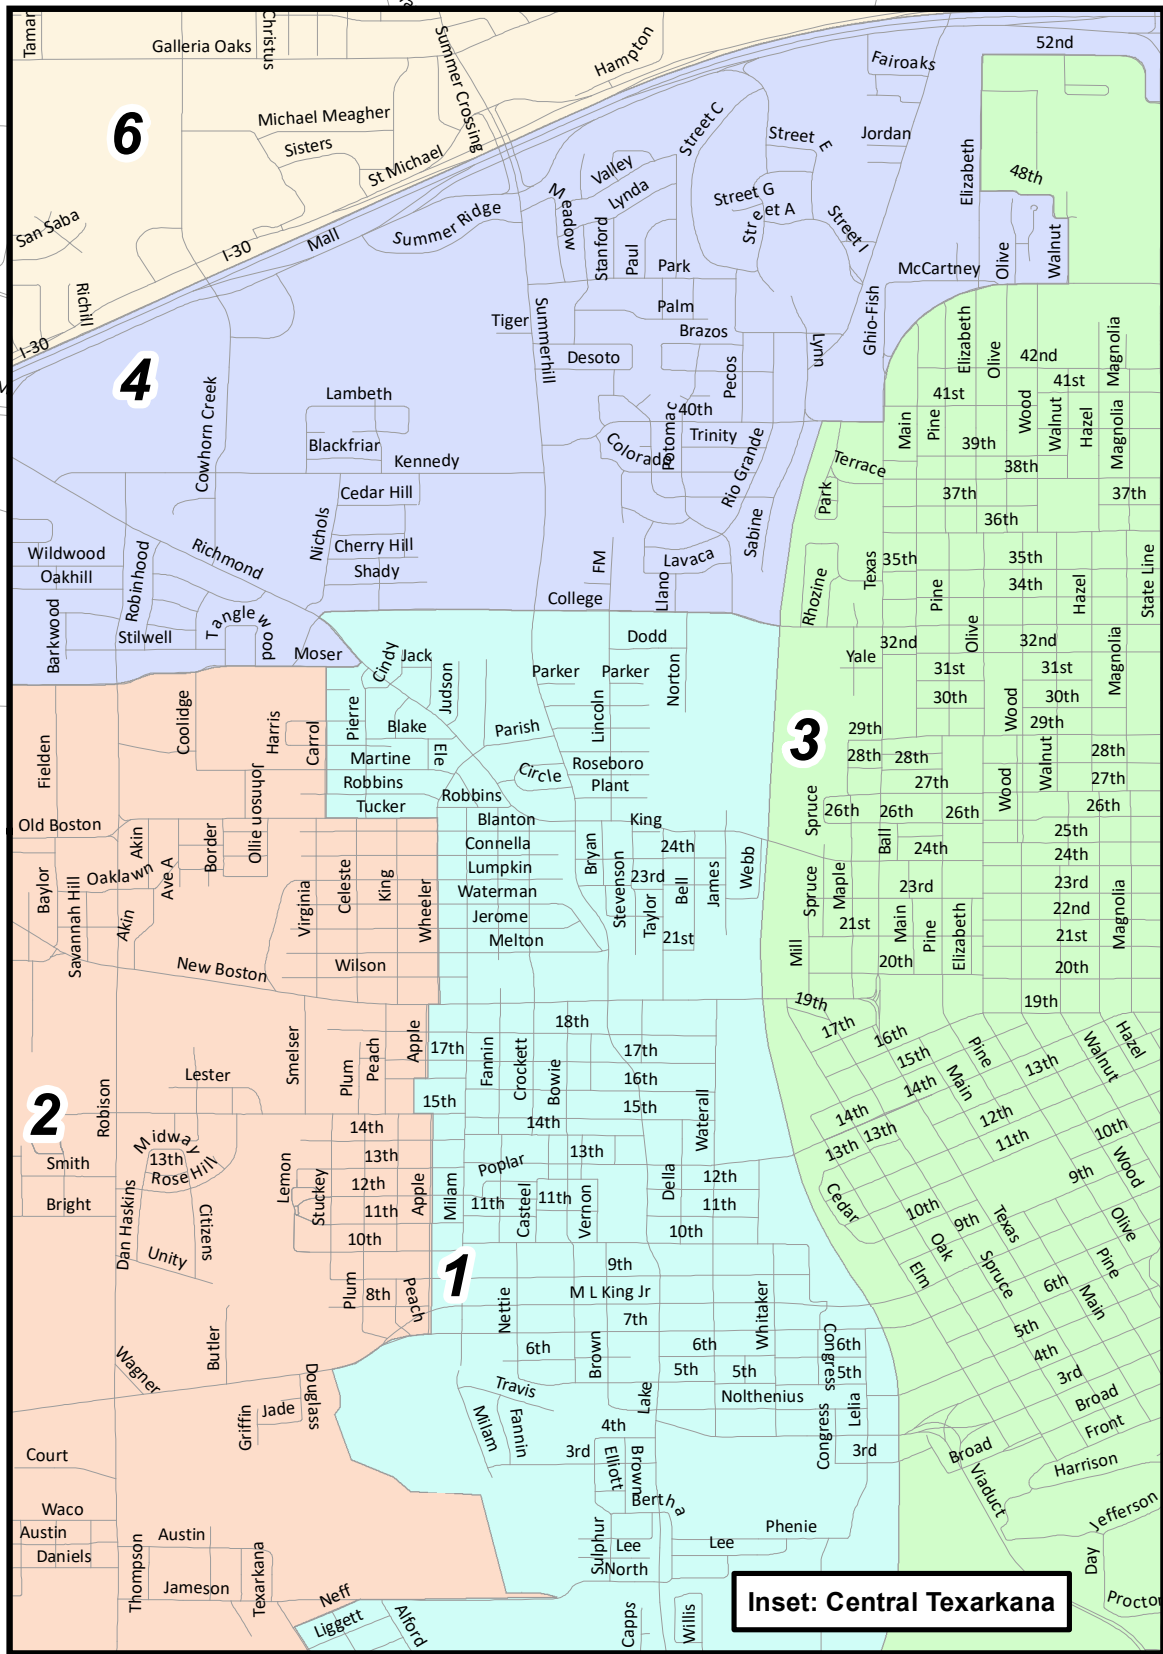 52nd
Tamar
Galleria Oaks
Christus
Summer Crossing
Hampton
Fairoaks
Michael Meagher
Sisters
St Michael
6
Street C
Street E
Jordan
Elizabeth
48th
Valley
Lynda
Meadow
Stanford
Paul
Park
Street G
Street A
Street I
San Saba
I-30
Mall
Summer Ridge
McCartney
Olive
Walnut
Richill
I-30
4
Tiger
Summerhill
Palm
Brazos
Desoto
Pecos
Lynn
Ghio-Fish
Elizabeth
Olive
42nd
41st
Magnolia
41st
Cowhorn Creek
Lambeth
Blackfriar
Kennedy
Potomac
40th
Trinity
Colorado
Rio Grande
Main
Pine
Wood
Walnut
Hazel
Magnolia
39th
38th
Terrace
Park
37th
37th
36th
Cedar Hill
Nichols
Cherry Hill
Shady
Sabine
Lavaca
FM
Llano
College
Wildwood
Oakhill
Robinhood
Richmond
Barkwood
Stilwell
Tanglewood
Moser
Rhozine
Texas
35th
35th
34th
Pine
Hazel
State Line
Yale
32nd
Olive
32nd
31st
31st
Magnolia
30th
30th
Wood
29th
29th
Cindy
Jack
Judson
Parker
Parker
Dodd
Norton
Lincoln
Pierre
Blake
Parish
Ele
Martine
Robbins
Tucker
Robbins
Circle
Roseboro
Plant
3
28th
28th
28th
27th
27th
Walnut
Wood
Spruce
26th
26th
26th
26th
25th
Ball
24th
24th
Coolidge
Harris
Carrol
Fielden
Johnson
Ollie
Old Boston
Akin
Border
Oaklawn
Ave A
Baylor
Savannah Hill
Akin
Virginia
Celeste
King
Wheeler
Wilson
New Boston
Blanton
Connella
Lumpkin
Waterman
Jerome
Melton
King
Bryan
24th
23rd
Stevenson
Taylor
Bell
James
Webb
21st
Spruce
Maple
23rd
23rd
22nd
21st
21st
Main
Pine
Elizabeth
Magnolia
Mill
20th
20th
19th
19th
17th
16th
15th
14th
14th
13th
13th
Pine
Main
13th
Walnut
Hazel
12th
11th
10th
9th
Wood
Smelser
Plum
Peach
Apple
17th
Fannin
Crockett
Bowie
18th
17th
16th
15th
15th
14th
Waterall
2
Robison
Lester
Midway
13th
Rose Hill
Smith
Bright
Dan Haskins
Citizens
Unity
14th
13th
12th
11th
10th
Lemon
Stuckey
Apple
Plum
8th
Peach
Milam
Poplar
11th
Casteel
11th
Vernon
13th
Della
12th
11th
10th
1
9th
M L King Jr
7th
Nettie
6th
Brown
6th
Whitaker
Congress
6th
5th
5th
5th
Nolthenius
Lelia
Cedar
10th
9th
Texas
Oak
Elm
Spruce
Olive
Pine
6th
Main
5th
4th
3rd
Broad
Front
Butler
Wagner
Douglass
Griffin
Jade
Court
Travis
Milam
Fannin
Lake
4th
3rd
Elliott
Brown
Bertha
Congress
3rd
Broad
Viaduct
Harrison
Jefferson
Waco
Austin
Daniels
Austin
Thompson
Jameson
Texarkana
Neff
Liggett
Alford
Sulphur
Lee
North
Lee
Phenie
Capps
Willis
Day
Procto
Inset: Central Texarkana